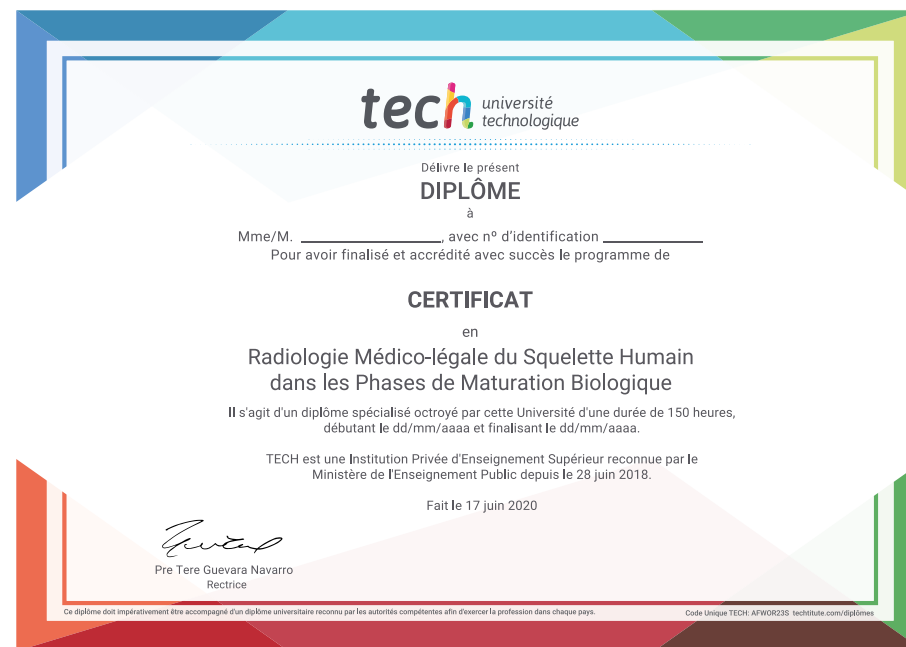 tech université
technologique
Délivre le présent
DIPLÔME
à
Mme/M. ____________________, avec nº d'identification ______________
Pour avoir finalisé et accrédité avec succès le programme de
CERTIFICAT
en
Radiologie Médico-légale du Squelette Humain
dans les Phases de Maturation Biologique
Il s'agit d'un diplôme spécialisé octroyé par cette Université d'une durée de 150 heures,
débutant le dd/mm/aaaa et finalisant le dd/mm/aaaa.
TECH est une Institution Privée d'Enseignement Supérieur reconnue par le
Ministère de l'Enseignement Public depuis le 28 juin 2018.
Fait le 17 juin 2020
Pre Tere Guevara Navarro
Rectrice
Ce diplôme doit impérativement être accompagné d'un diplôme universitaire reconnu par les autorités compétentes afin d'exercer la profession dans chaque pays.
Code Unique TECH: AFWOR23S techtitute.com/diplômes